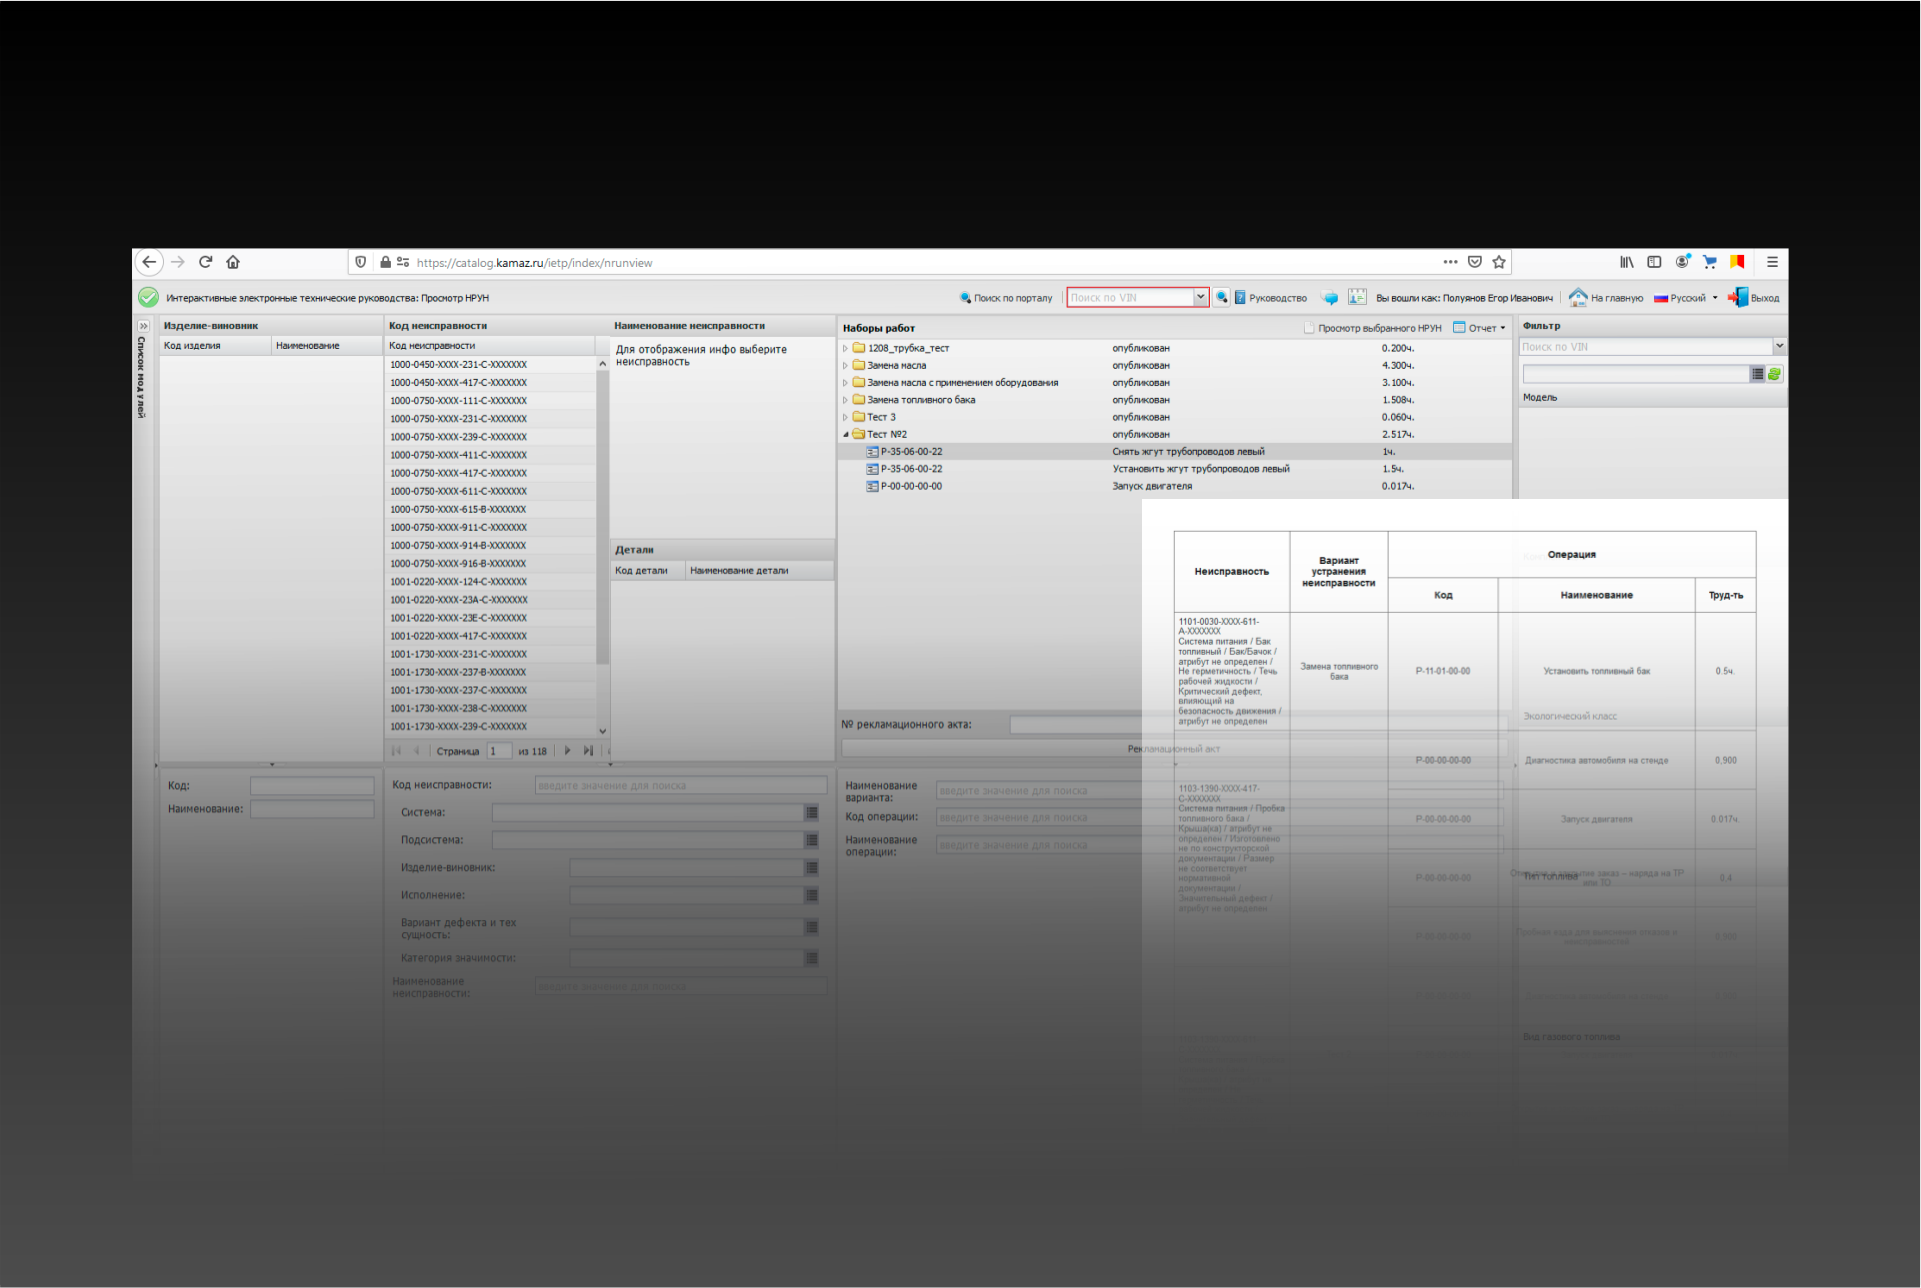 https://catalog.kamaz.ru/ietp/index/nrunview
Интерактивные электронные технические руководства: Просмотр НРУН
Поиск по порталу
Поиск по VIN
Руководство
Вы вошли как: Полуянов Егор Иванович
На главную
Русский
Выход
Список модулей
Изделие-виновник
Код изделия
Наименование
Код неисправности
Код неисправности
1000-0450-XXXX-231-C-XXXXXXX
1000-0450-XXXX-417-C-XXXXXXX
1000-0750-XXXX-111-C-XXXXXXX
1000-0750-XXXX-231-C-XXXXXXX
1000-0750-XXXX-239-C-XXXXXXX
1000-0750-XXXX-411-C-XXXXXXX
1000-0750-XXXX-417-C-XXXXXXX
1000-0750-XXXX-611-C-XXXXXXX
1000-0750-XXXX-615-B-XXXXXXX
1000-0750-XXXX-911-C-XXXXXXX
1000-0750-XXXX-914-B-XXXXXXX
1000-0750-XXXX-916-B-XXXXXXX
1001-0220-XXXX-124-C-XXXXXXX
1001-0220-XXXX-23A-C-XXXXXXX
1001-0220-XXXX-23E-C-XXXXXXX
1001-0220-XXXX-417-C-XXXXXXX
1001-1730-XXXX-231-C-XXXXXXX
1001-1730-XXXX-237-B-XXXXXXX
1001-1730-XXXX-237-C-XXXXXXX
1001-1730-XXXX-238-C-XXXXXXX
1001-1730-XXXX-239-C-XXXXXXX
Страница 1 из 118
Наименование неисправности
Для отображения инфо выберите
неисправность
Детали
Код детали
Наименование детали
Наборы работ
Просмотр выбранного НРУН
Отчет
1208_трубка_тест опубликован 0.200ч.
Замена масла опубликован 4.300ч.
Замена масла с применением оборудования опубликован 3.100ч.
Замена топливного бака опубликован 1.508ч.
Тест 3 опубликован 0.060ч.
Тест №2 опубликован 2.517ч.
Р-35-06-00-22 Снять жгут трубопроводов левый 1ч.
Р-35-06-00-22 Установить жгут трубопроводов левый 1.5ч.
Р-00-00-00-00 Запуск двигателя 0.017ч.
№ рекламационного акта:
Рекламационный акт
Фильтр
Поиск по VIN
Модель
Экологический класс
Тип топлива
Вид газового топлива
Код:
Наименование:
Код неисправности: введите значение для поиска
Система:
Подсистема:
Изделие-виновник:
Исполнение:
Вариант дефекта и тех
сущность:
Категория значимости:
Наименование
неисправности:
введите значение для поиска
Наименование
варианта:
введите значение для поиска
Код операции: введите значение для поиска
Наименование
операции:
введите значение для поиска
Неисправность
Вариант
устранения
неисправности
Операция
Код
Наименование
Труд-ть
1101-0030-XXXX-611-
A-XXXXXXX
Система питания / Бак
топливный / Бак/Бачок /
атрибут не определен /
Не герметичность / Течь
рабочей жидкости /
Критический дефект,
влияющий на
безопасность движения /
атрибут не определен
Замена топливного
бака
Р-11-01-00-00
Установить топливный бак
0.5ч.
Р-00-00-00-00
Диагностика автомобиля на стенде
0,900
1103-1390-XXXX-417-
C-XXXXXXX
Система питания / Пробка
топливного бака /
Крыша(ка) / атрибут не
определен / Изготовлено
не по конструкторской
документации / Размер
не соответствует
нормативной
документации /
Значительный дефект /
атрибут не определен
Р-00-00-00-00
Запуск двигателя
0.017ч.
Р-00-00-00-00
заказ – наряда на ТР
или ТО
0,4
Р-00-00-00-00